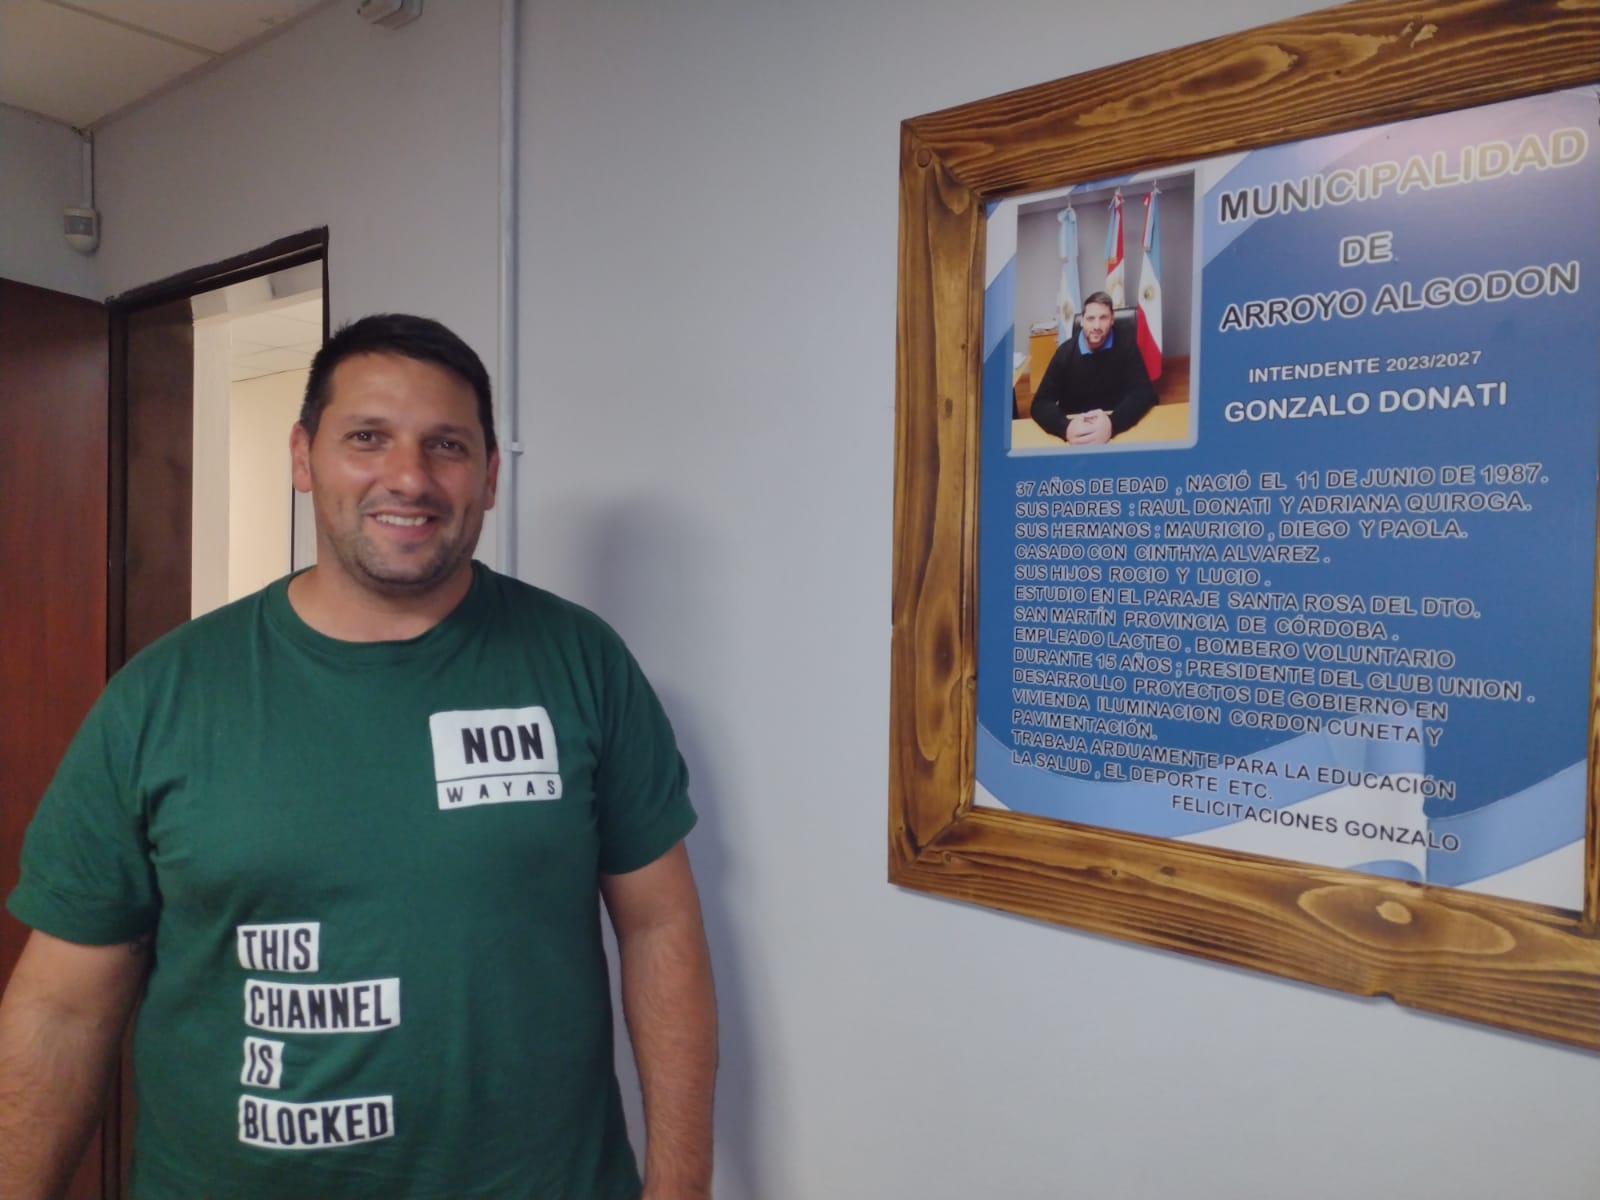 NON
WAYAS
THIS
CHANNEL
IS
BLOCKED
MUNICIPALIDAD
DE
ARROYO ALGODON
INTENDENTE 2023/2027
GONZALO DONATI
37 AÑOS DE EDAD , NACIÓ EL 11 DE JUNIO DE 1987.
SUS PADRES : RAUL DONATI Y ADRIANA QUIROGA.
SUS HERMANOS : MAURICIO , DIEGO Y PAOLA.
CASADO CON CINTHYA ALVAREZ .
SUS HIJOS ROCIO Y LUCIO .
ESTUDIO EN EL PARAJE SANTA ROSA DEL DTO.
SAN MARTÍN PROVINCIA DE CÓRDOBA .
EMPLEADO LACTEO . BOMBERO VOLUNTARIO
DURANTE 15 AÑOS ; PRESIDENTE DEL CLUB UNION .
DESARROLLO PROYECTOS DE GOBIERNO EN
VIVIENDA ILUMINACION CORDON CUNETA Y
PAVIMENTACIÓN.
TRABAJA ARDUAMENTE PARA LA EDUCACIÓN
LA SALUD , EL DEPORTE ETC.
FELICITACIONES GONZALO